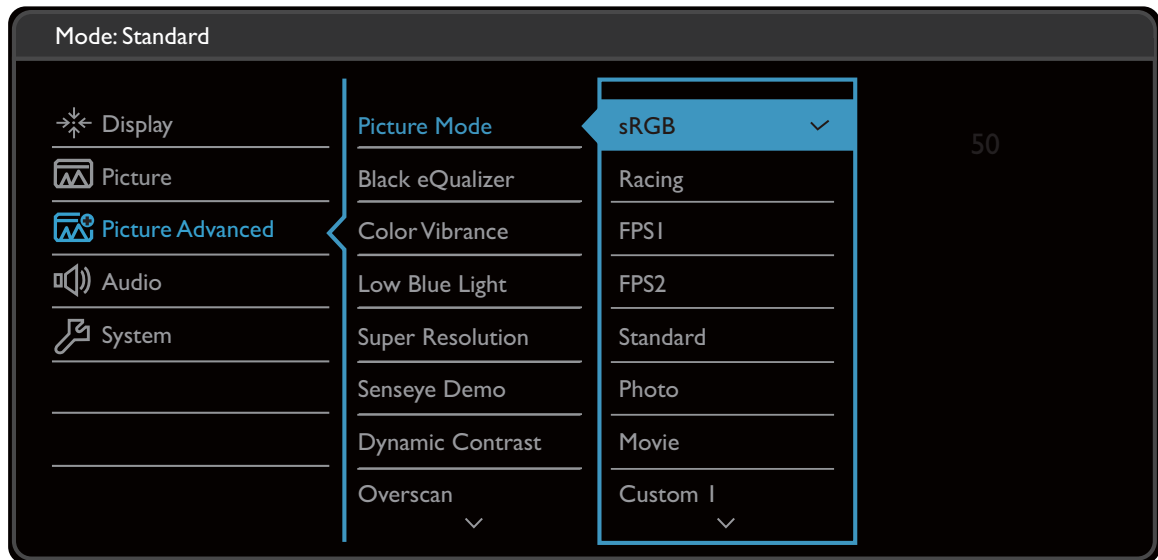 Mode: Standard
Display
Picture
Picture Advanced
Audio
System
Picture Mode
Black eQualizer
Color Vibrance
Low Blue Light
Super Resolution
Senseye Demo
Dynamic Contrast
Overscan
sRGB
Racing
FPS1
FPS2
Standard
Photo
Movie
Custom 1
50